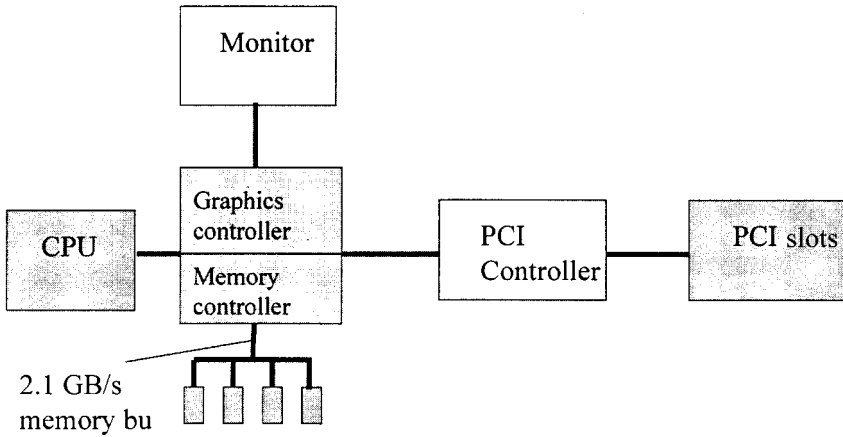 Monitor
Graphics
controller
CPU
Memory
controller
PCI
Controller
PCI slots
2.1 GB/s
memory bu